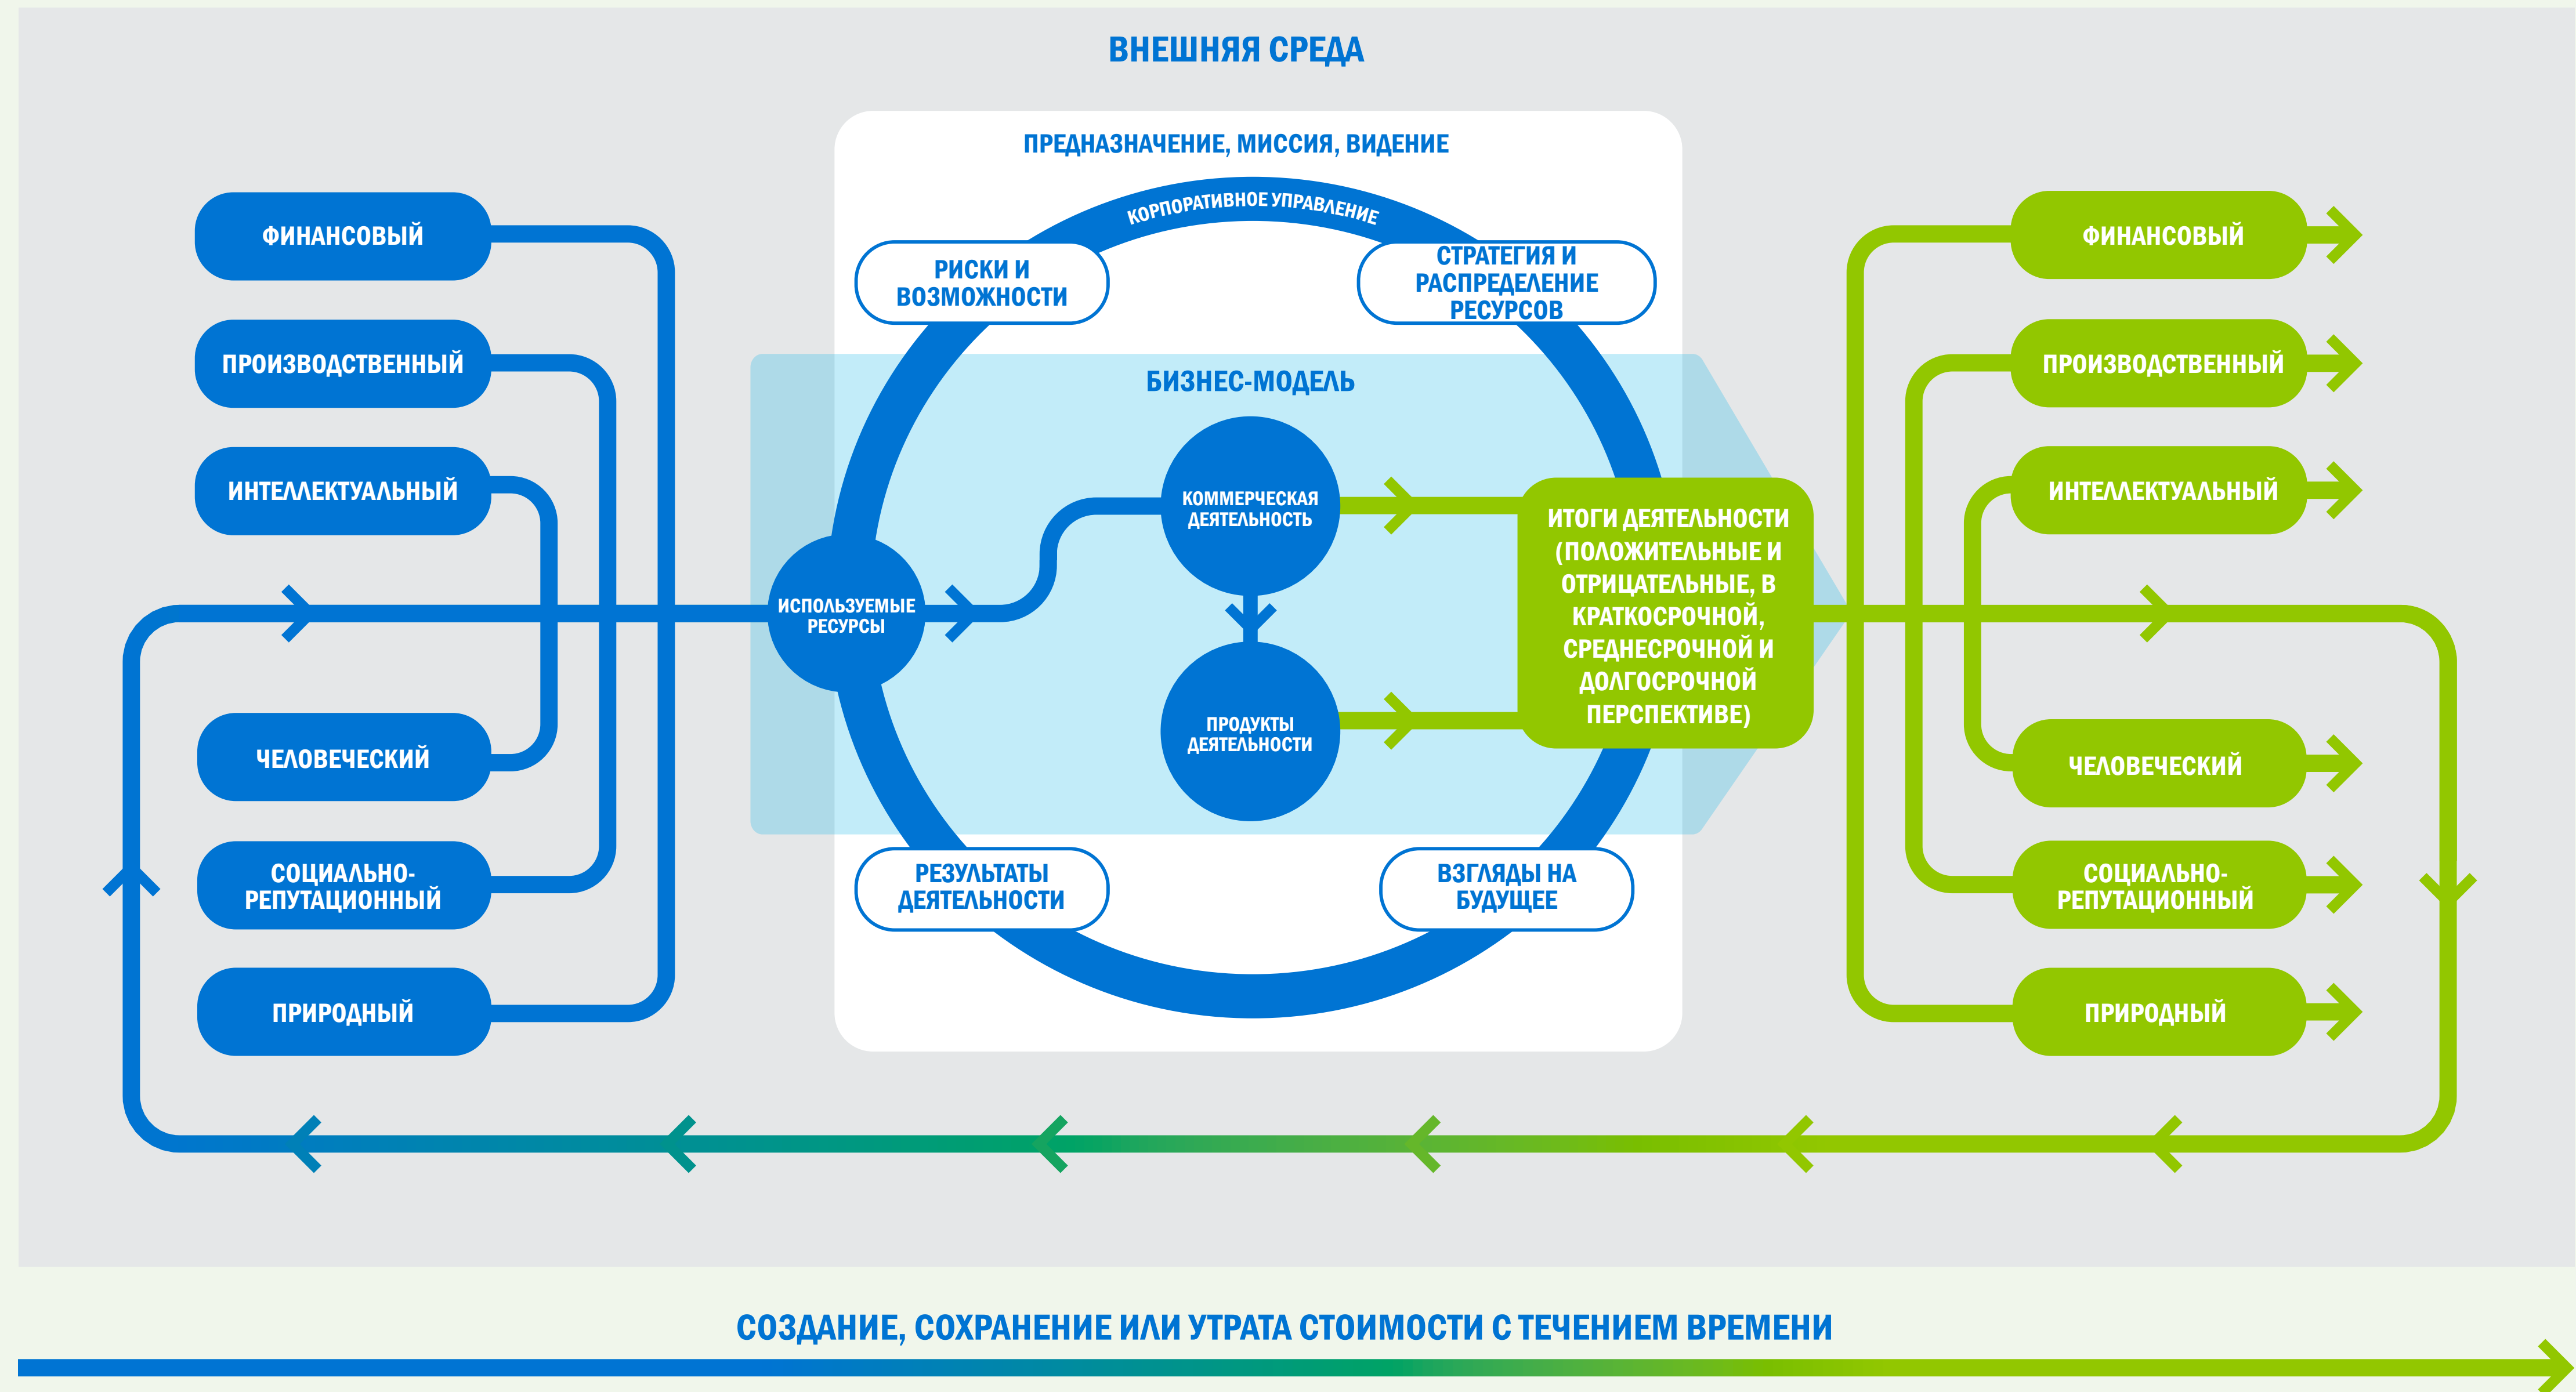 ВНЕШНЯЯ СРЕДА
ПРЕДНАЗНАЧЕНИЕ, МИССИЯ, ВИДЕНИЕ
КОРПОРАТИВНОЕ УПРАВЛЕНИЕ
РИСКИ И
ВОЗМОЖНОСТИ
СТРАТЕГИЯ И
РАСПРЕДЕЛЕНИЕ
РЕСУРСОВ
ФИНАНСОВЫЙ
ПРОИЗВОДСТВЕННЫЙ
ИНТЕЛЛЕКТУАЛЬНЫЙ
ЧЕЛОВЕЧЕСКИЙ
СОЦИАЛЬНО-
РЕПУТАЦИОННЫЙ
ПРИРОДНЫЙ
БИЗНЕС-МОДЕЛЬ
ИСПОЛЬЗУЕМЫЕ
РЕСУРСЫ
КОММЕРЧЕСКАЯ
ДЕЯТЕЛЬНОСТЬ
ПРОДУКТЫ
ДЕЯТЕЛЬНОСТИ
ИТОГИ ДЕЯТЕЛЬНОСТИ
(ПОЛОЖИТЕЛЬНЫЕ И
ОТРИЦАТЕЛЬНЫЕ, В
КРАТКОСРОЧНОЙ,
СРЕДНЕСРОЧНОЙ И
ДОЛГОСРОЧНОЙ
ПЕРСПЕКТИВЕ)
РЕЗУЛЬТАТЫ
ДЕЯТЕЛЬНОСТИ
ВЗГЛЯДЫ НА
БУДУЩЕЕ
ФИНАНСОВЫЙ
ПРОИЗВОДСТВЕННЫЙ
ИНТЕЛЛЕКТУАЛЬНЫЙ
ЧЕЛОВЕЧЕСКИЙ
СОЦИАЛЬНО-
РЕПУТАЦИОННЫЙ
ПРИРОДНЫЙ
СОЗДАНИЕ, СОХРАНЕНИЕ ИЛИ УТРАТА СТОИМОСТИ С ТЕЧЕНИЕМ ВРЕМЕНИ